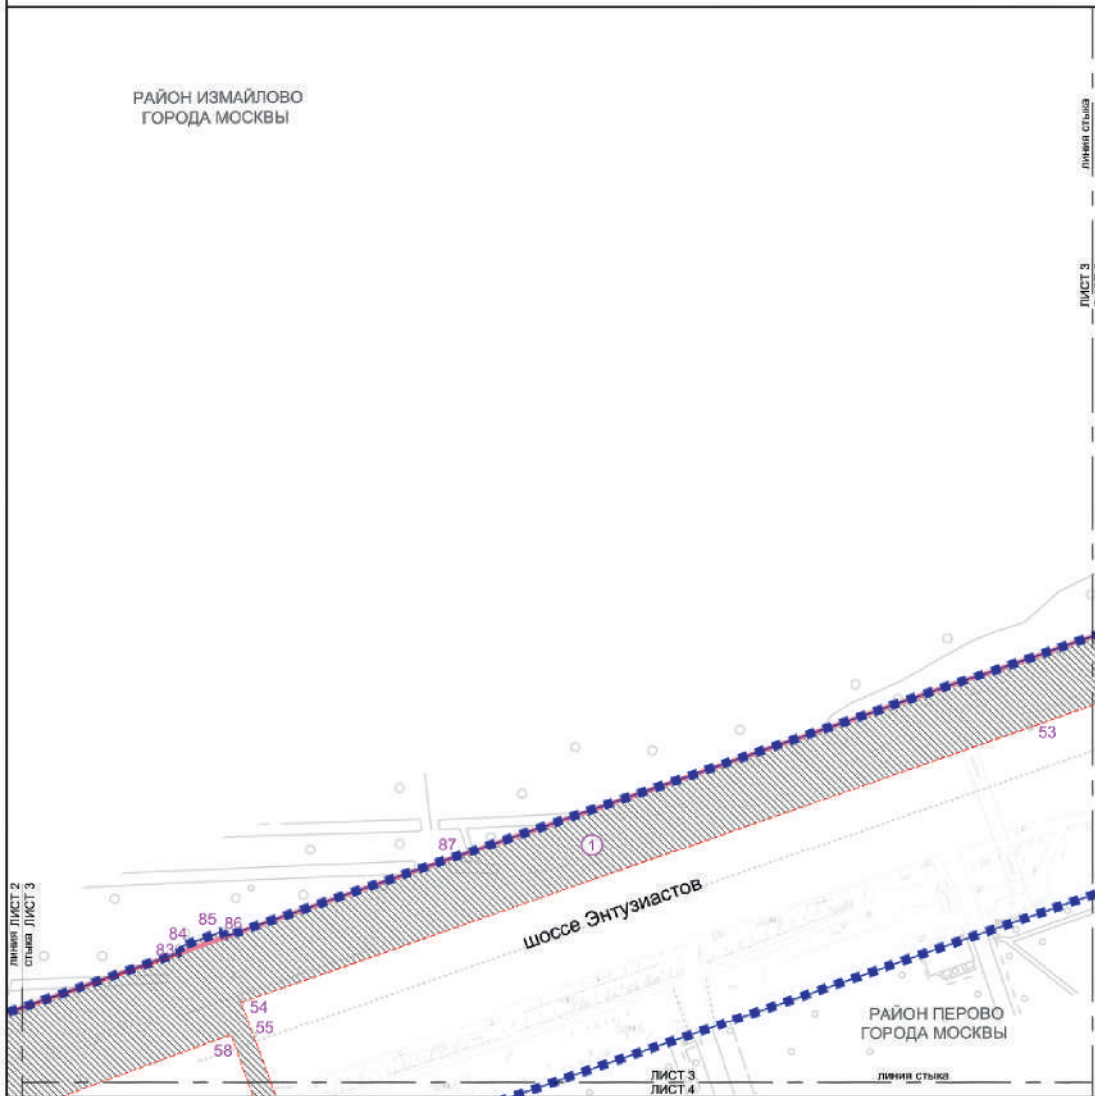 РАЙОН ИЗМАЙЛОВО
ГОРОДА МОСКВЫ
линия стыка
ЛИСТ 3
53
87
1
шоссе Энтузиастов
85
86
84
83
линия ЛИСТ 2
стыка ЛИСТ 3
54
55
58
РАЙОН ПЕРОВО
ГОРОДА МОСКВЫ
ЛИСТ 3
линия стыка
ЛИСТ 4